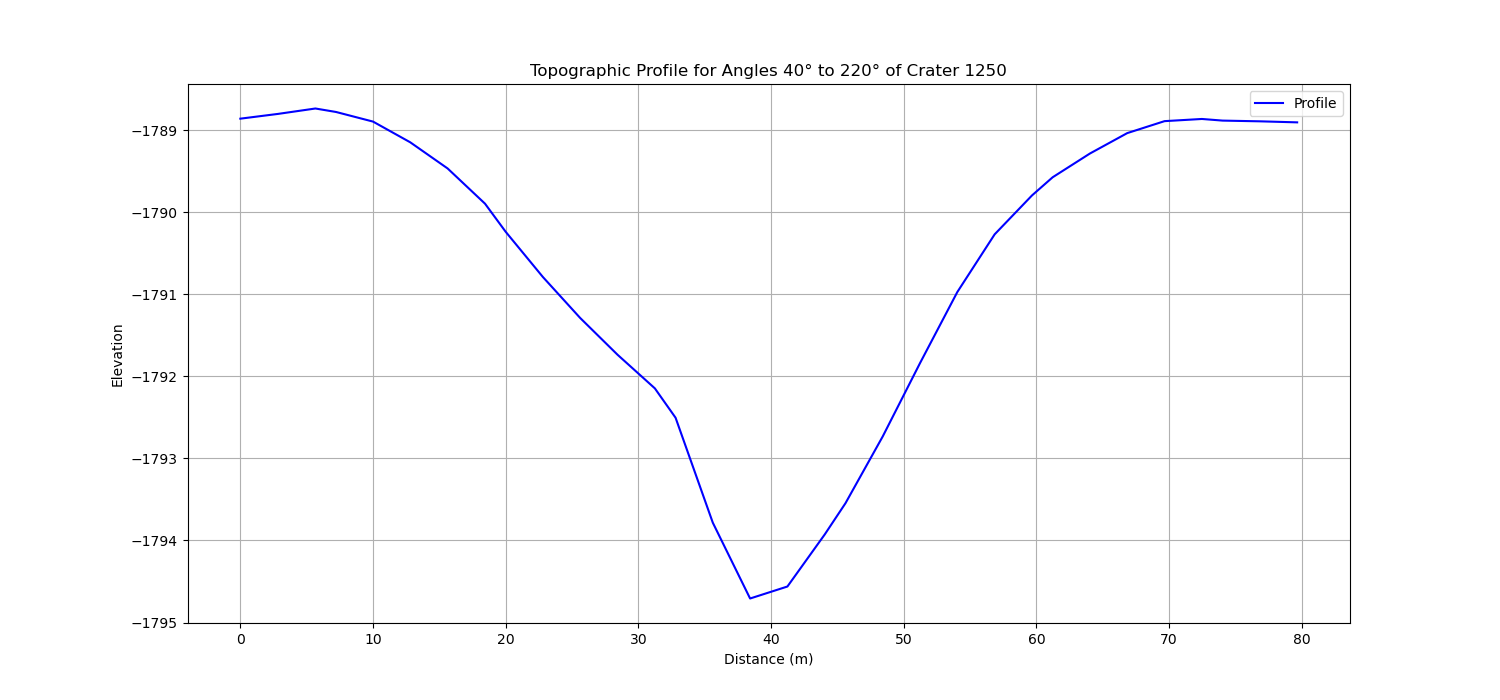 Topographic Profile for Angles 40° to 220° of Crater 1250
Profile
−1789
−1790
−1791
−1792
−1793
−1794
−1795
Elevation
0 10 20 30 40 50 60 70 80
Distance (m)